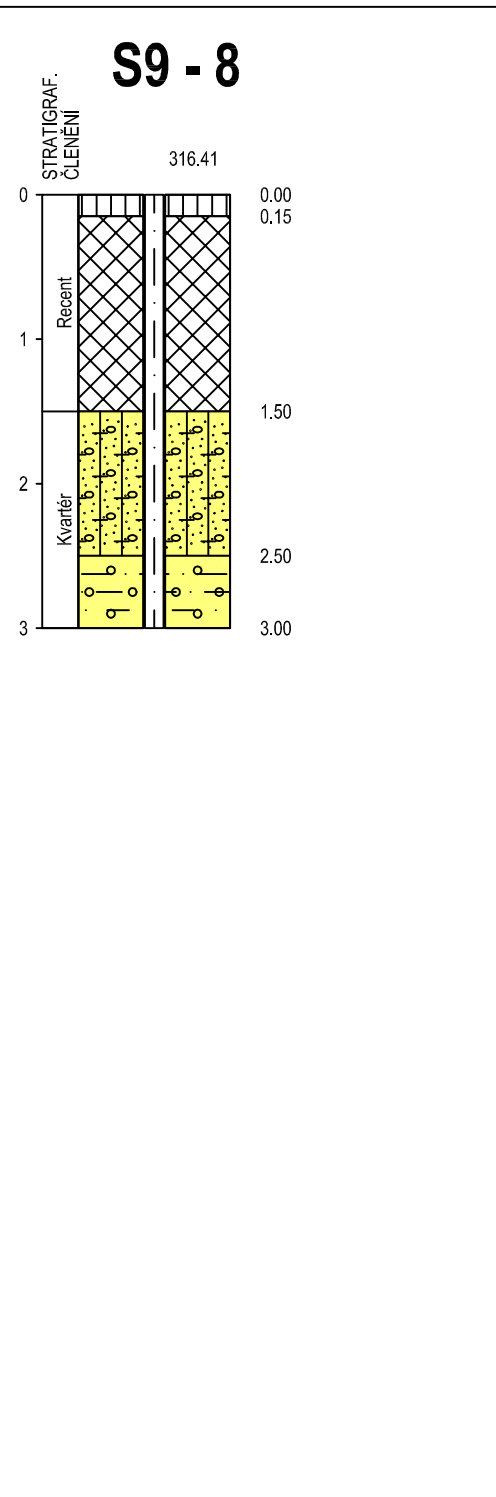 S9 - 8
STRATIGRAF.
ČLENĚNÍ
316.41
0
0.00
0.15
Recent
1
1.50
2
Kvartér
2.50
3
3.00